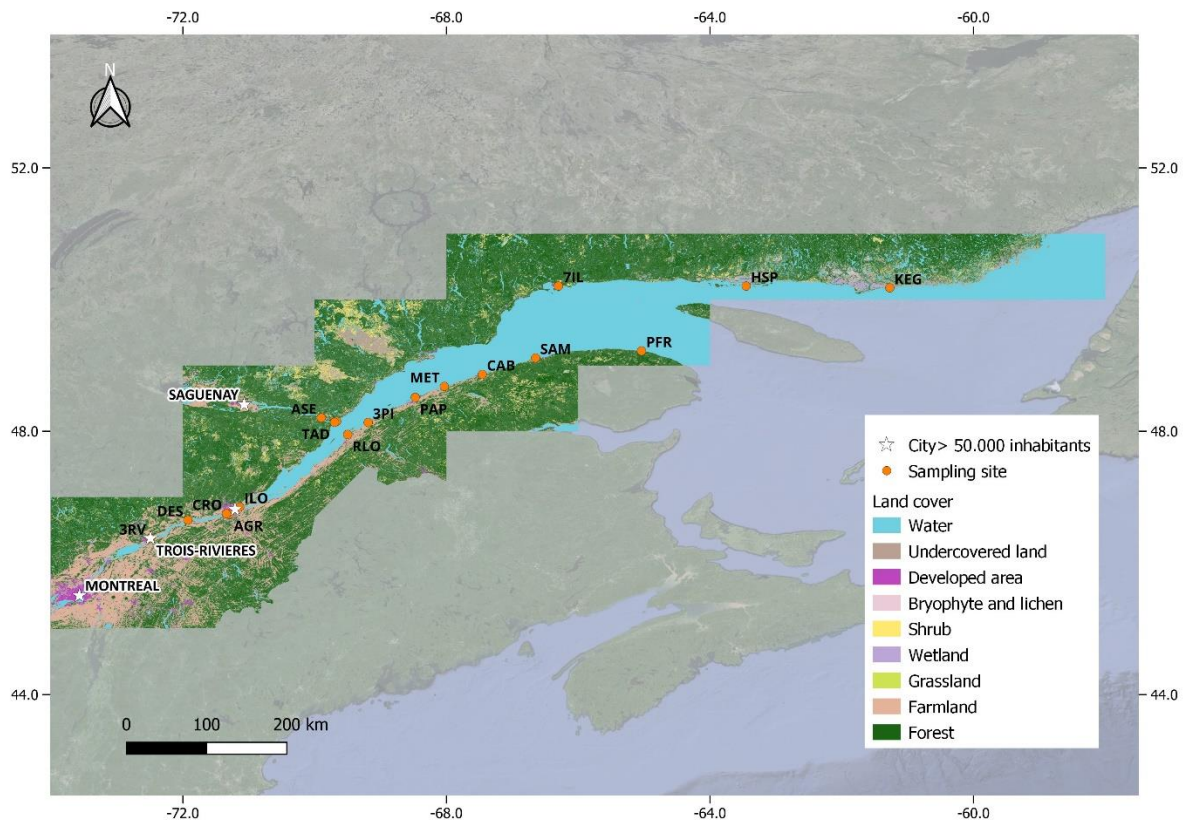 -72.0
-68.0
-64.0
-60.0
N
52.0
52.0
7IL
HSP
KEG
SAM
PFR
CAB
MET
SAGUENAY
PAP
ASE
3PI
TAD
RLO
48.0
48.0
CRO
ILO
DES
AGR
3RV
TROIS-RIVIERES
MONTREAL
City> 50.000 inhabitants
Sampling site
Land cover
Water
Undercovered land
Developed area
Bryophyte and lichen
Shrub
Wetland
Grassland
Farmland
Forest
44.0
44.0
0 100 200 km
-72.0
-68.0
-64.0
-60.0